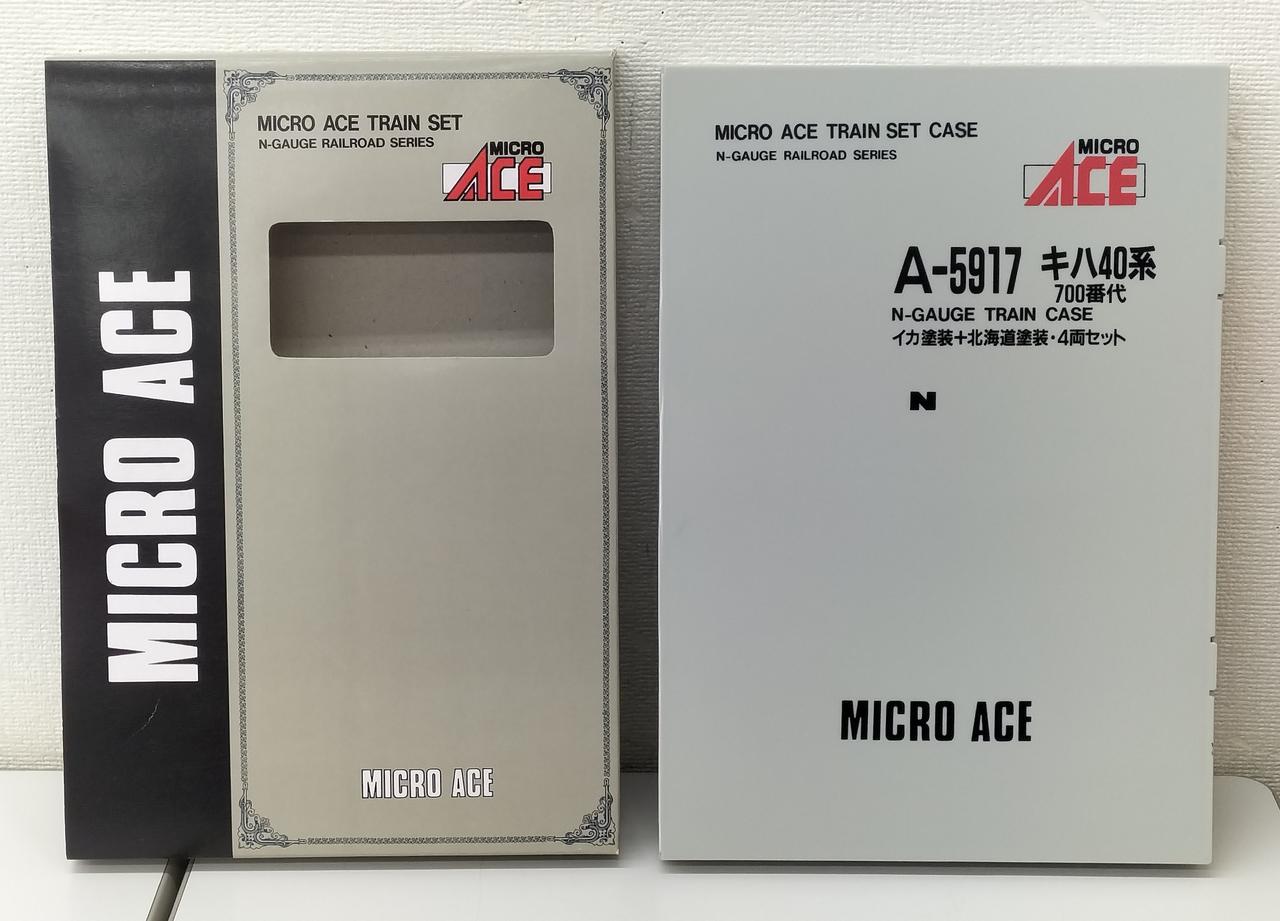 MICRO ACE
MICRO ACE TRAIN SET
N-GAUGE RAILROAD SERIES
MICRO
ACE
MICRO ACE
MICRO ACE TRAIN SET CASE
N-GAUGE RAILROAD SERIES
MICRO
ACE
A-5917 キハ40系
700番代
N-GAUGE TRAIN CASE
イカ塗装+北海道塗装・4両セット
N
MICRO ACE